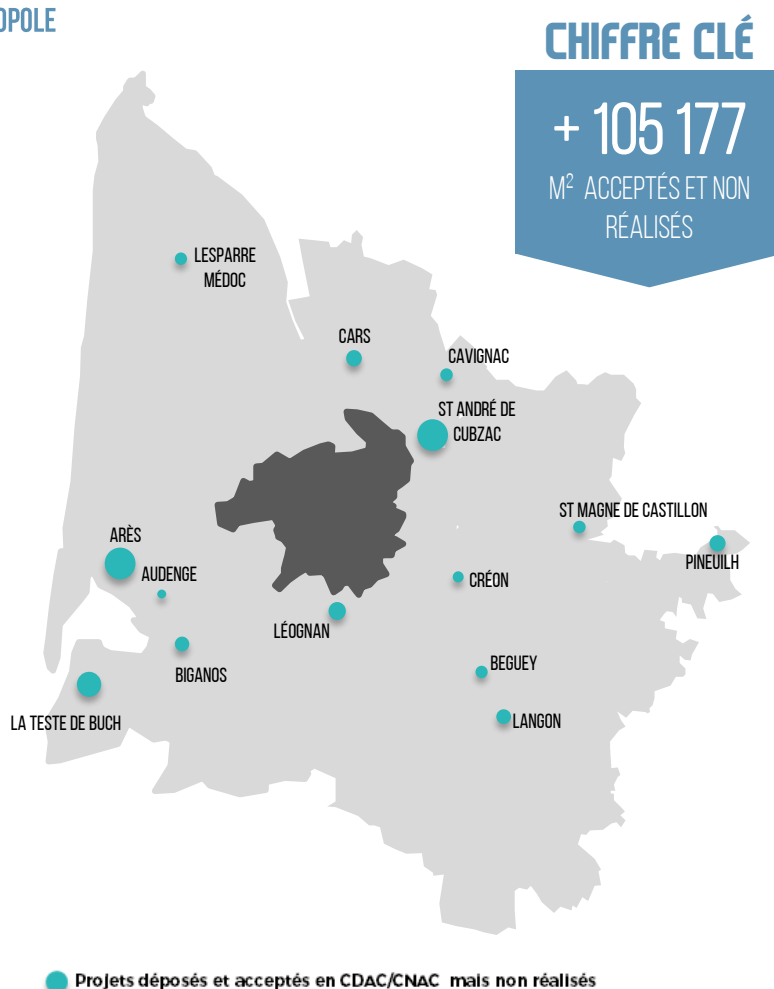 CHIFFRE CLÉ
+ 105 177
M² ACCEPTÉS ET NON
RÉALISÉS
LESPARRE
MÉDOC
CARS
CAVIGNAC
ST ANDRÉ DE
CUBZAC
ST MAGNE DE CASTILLON
PINEUILH
ARÈS
AUDENGE
CRÉON
LÉOGNAN
BEGUEY
BIGANOS
LANGON
LA TESTE DE BUCH
Projets déposés et acceptés en CDAC/CNAC mais non réalisés